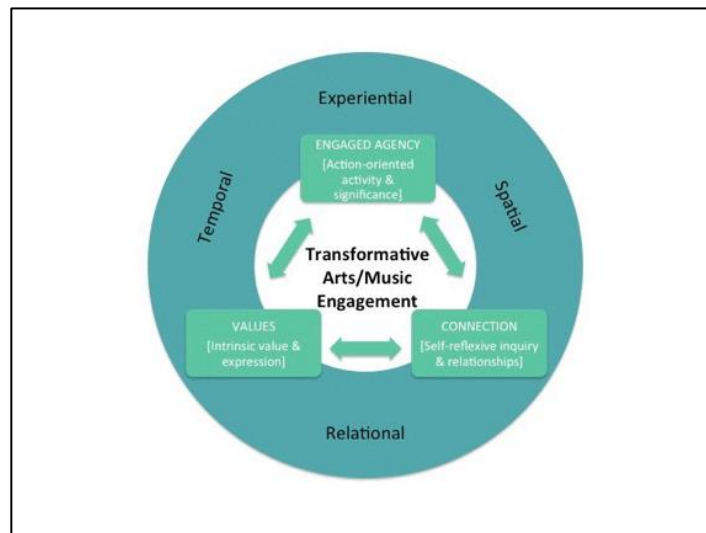 Experiential
ENGAGED AGENCY
[Action-oriented
activity &
significance]
Temporal
Spatial
Transformative
Arts/Music
Engagement
VALUES
[Intrinsic value &
expression]
CONNECTION
[Self-reflexive inquiry
& relationships]
Relational